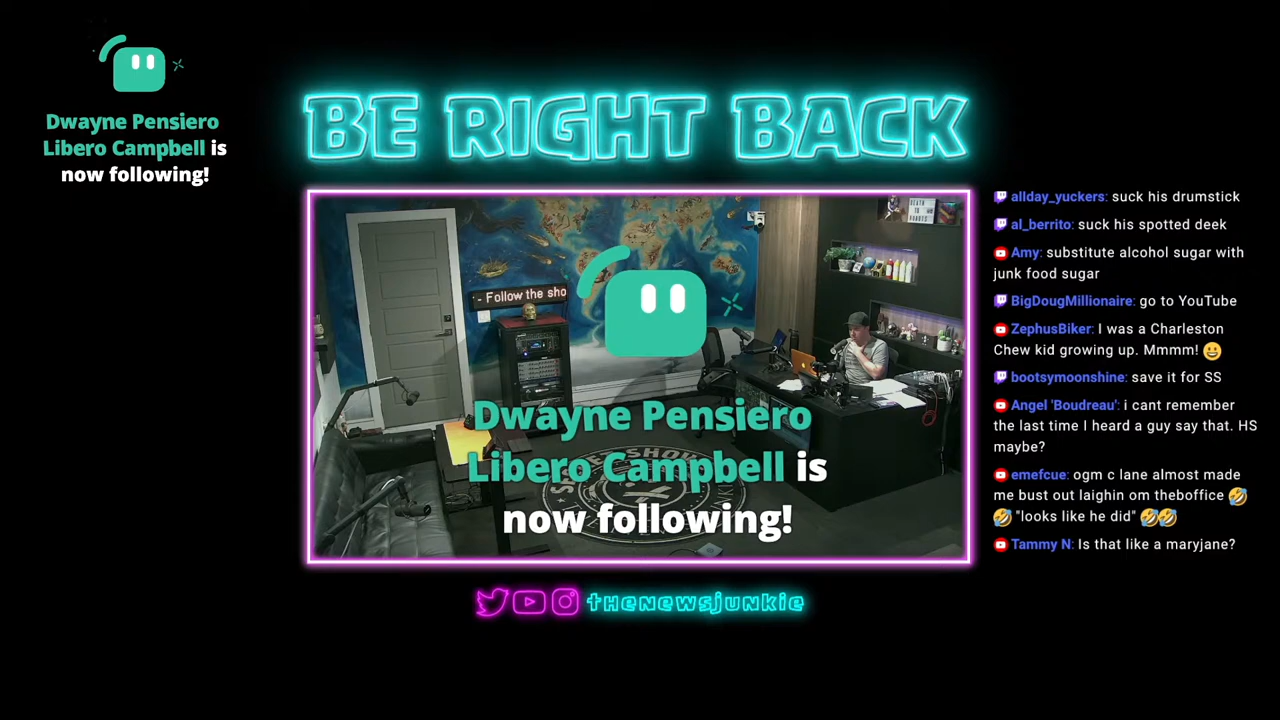 Dwayne Pensiero
Libero Campbell is
now following!
BE RIGHT BACK
- Follow the sho
DEATH TO
Dwayne Pensiero
Libero Campbell is
now following!
allday_yuckers: suck his drumstick
al_berrito: suck his spotted deek
Amy: substitute alcohol sugar with
junk food sugar
BigDougMillionaire: go to YouTube
ZephusBiker: I was a Charleston
Chew kid growing up. Mmmm! 😀
bootsymoonshine: save it for SS
Angel 'Boudreau': i cant remember
the last time I heard a guy say that. HS
maybe?
emefcue: ogm c lane almost made
me bust out laighin om theboffice 🤣
🤣 "looks like he did" 🤣🤣
Tammy N: Is that like a maryjane?
thenewsjunkie